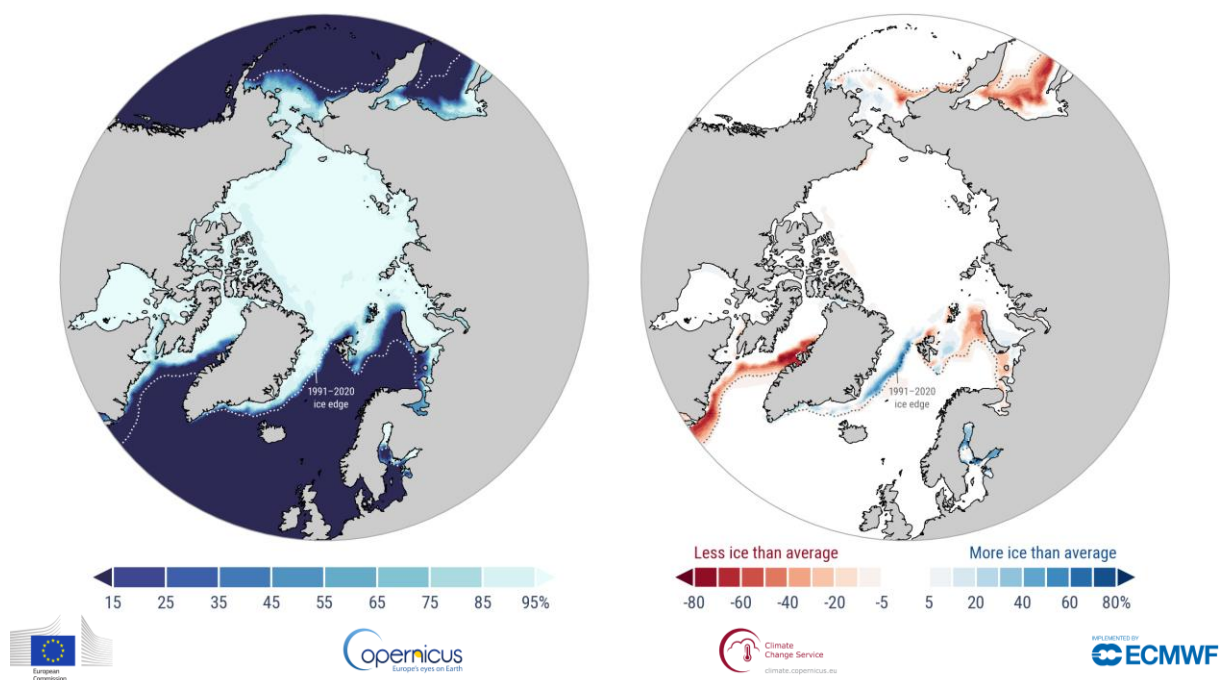 1991–2020
ice edge
1991–2020
ice edge
15 25 35 45 55 65 75 85 95%
Less ice than average
More ice than average
-80 -60 -40 -20 -5
5 20 40 60 80%
European
Commission
opernicus
Europe's eyes on Earth
Climate
Change Service
climate.copernicus.eu
IMPLEMENTED BY
ECMWF